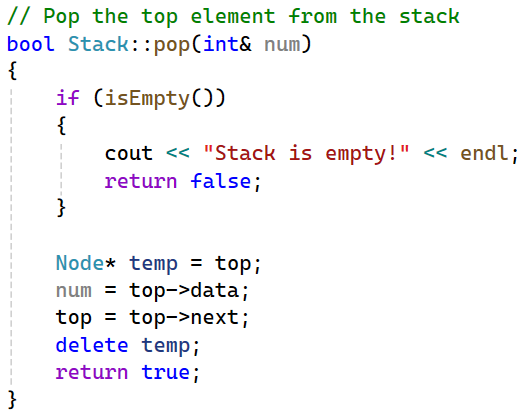 // Pop the top element from the stack
bool Stack::pop(int& num)
{
    if (isEmpty())
    {
        cout << "Stack is empty!" << endl;
        return false;
    }

    Node* temp = top;
    num = top->data;
    top = top->next;
    delete temp;
    return true;
}